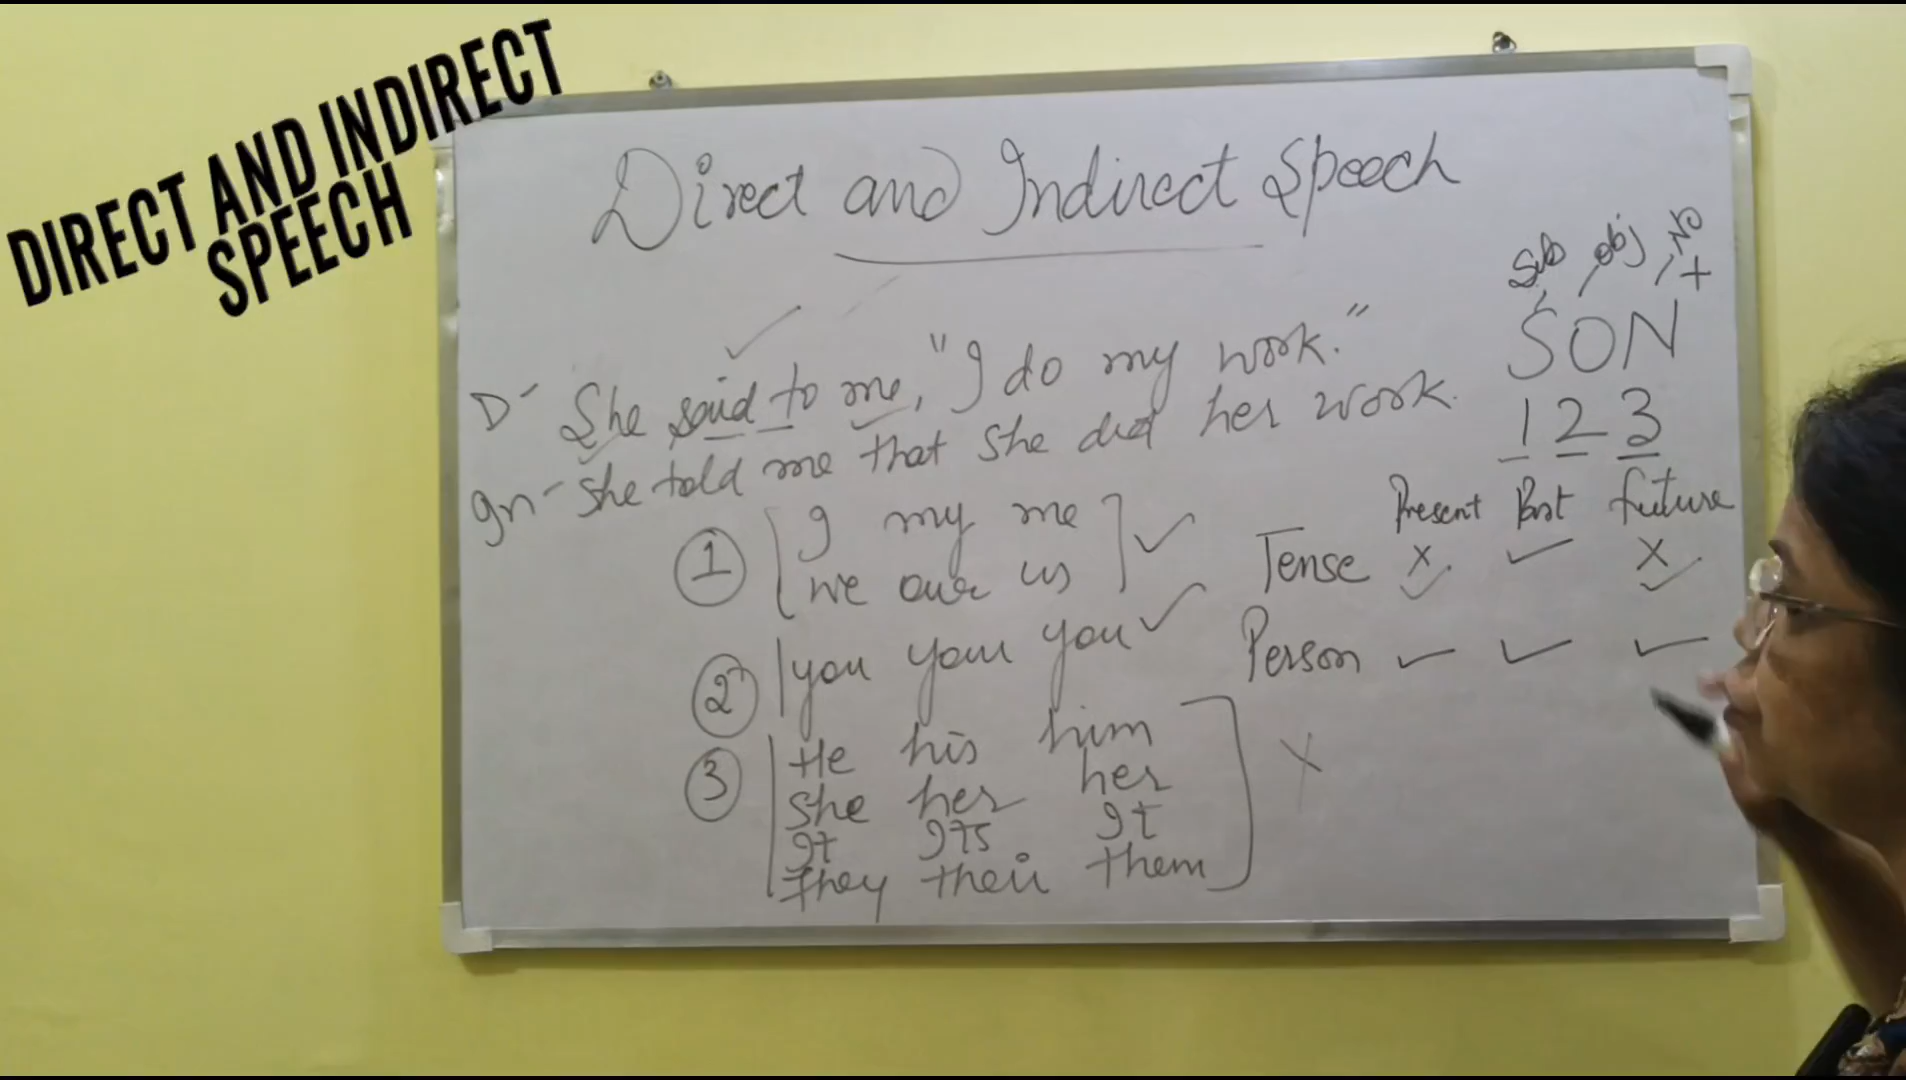 DIRECT AND INDIRECT
SPEECH
Direct and Indirect Speech
Sub obj No
+
SON
1 2 3
D- She said to me, "I do my work."
In- She told me that she did her work.
1 I my me
we our us
2 you your you
3 He his him
She her her
It Its It
They their them
Present Past future
Tense x ✓ x
✓ ✓
Person ✓ ✓ ✓